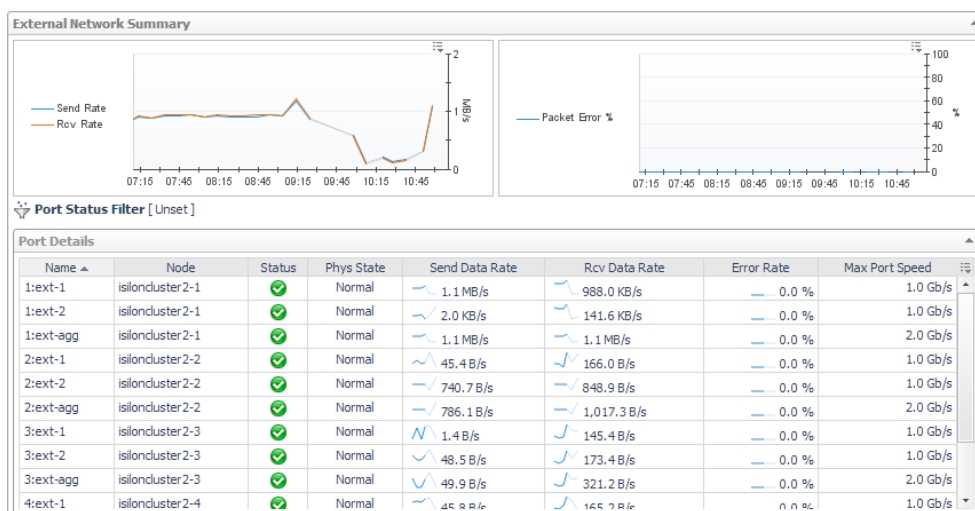 External Network Summary
Send Rate
Rcv Rate
2
1
0
MB/s
07:15 07:45 08:15 08:45 09:15 09:45 10:15 10:45
Packet Error %
100
80
60
40
20
0
%
07:15 07:45 08:15 08:45 09:15 09:45 10:15 10:45
Port Status Filter [ Unset ]
Port Details
Name Node Status Phys State Send Data Rate Rcv Data Rate Error Rate Max Port Speed
1:ext-1 isiloncluster2-1 Normal 1.1 MB/s 988.0 KB/s 0.0 % 1.0 Gb/s
1:ext-2 isiloncluster2-1 Normal 2.0 KB/s 141.6 KB/s 0.0 % 1.0 Gb/s
1:ext-agg isiloncluster2-1 Normal 1.1 MB/s 1.1 MB/s 0.0 % 2.0 Gb/s
2:ext-1 isiloncluster2-2 Normal 45.4 B/s 166.0 B/s 0.0 % 1.0 Gb/s
2:ext-2 isiloncluster2-2 Normal 740.7 B/s 848.9 B/s 0.0 % 1.0 Gb/s
2:ext-agg isiloncluster2-2 Normal 786.1 B/s 1,017.3 B/s 0.0 % 2.0 Gb/s
3:ext-1 isiloncluster2-3 Normal 1.4 B/s 145.4 B/s 0.0 % 1.0 Gb/s
3:ext-2 isiloncluster2-3 Normal 48.5 B/s 173.4 B/s 0.0 % 1.0 Gb/s
3:ext-agg isiloncluster2-3 Normal 49.9 B/s 321.2 B/s 0.0 % 2.0 Gb/s
4:ext-1 isiloncluster2-4 Normal 45.8 B/s 165.2 B/s 0.0 % 1.0 Gb/s